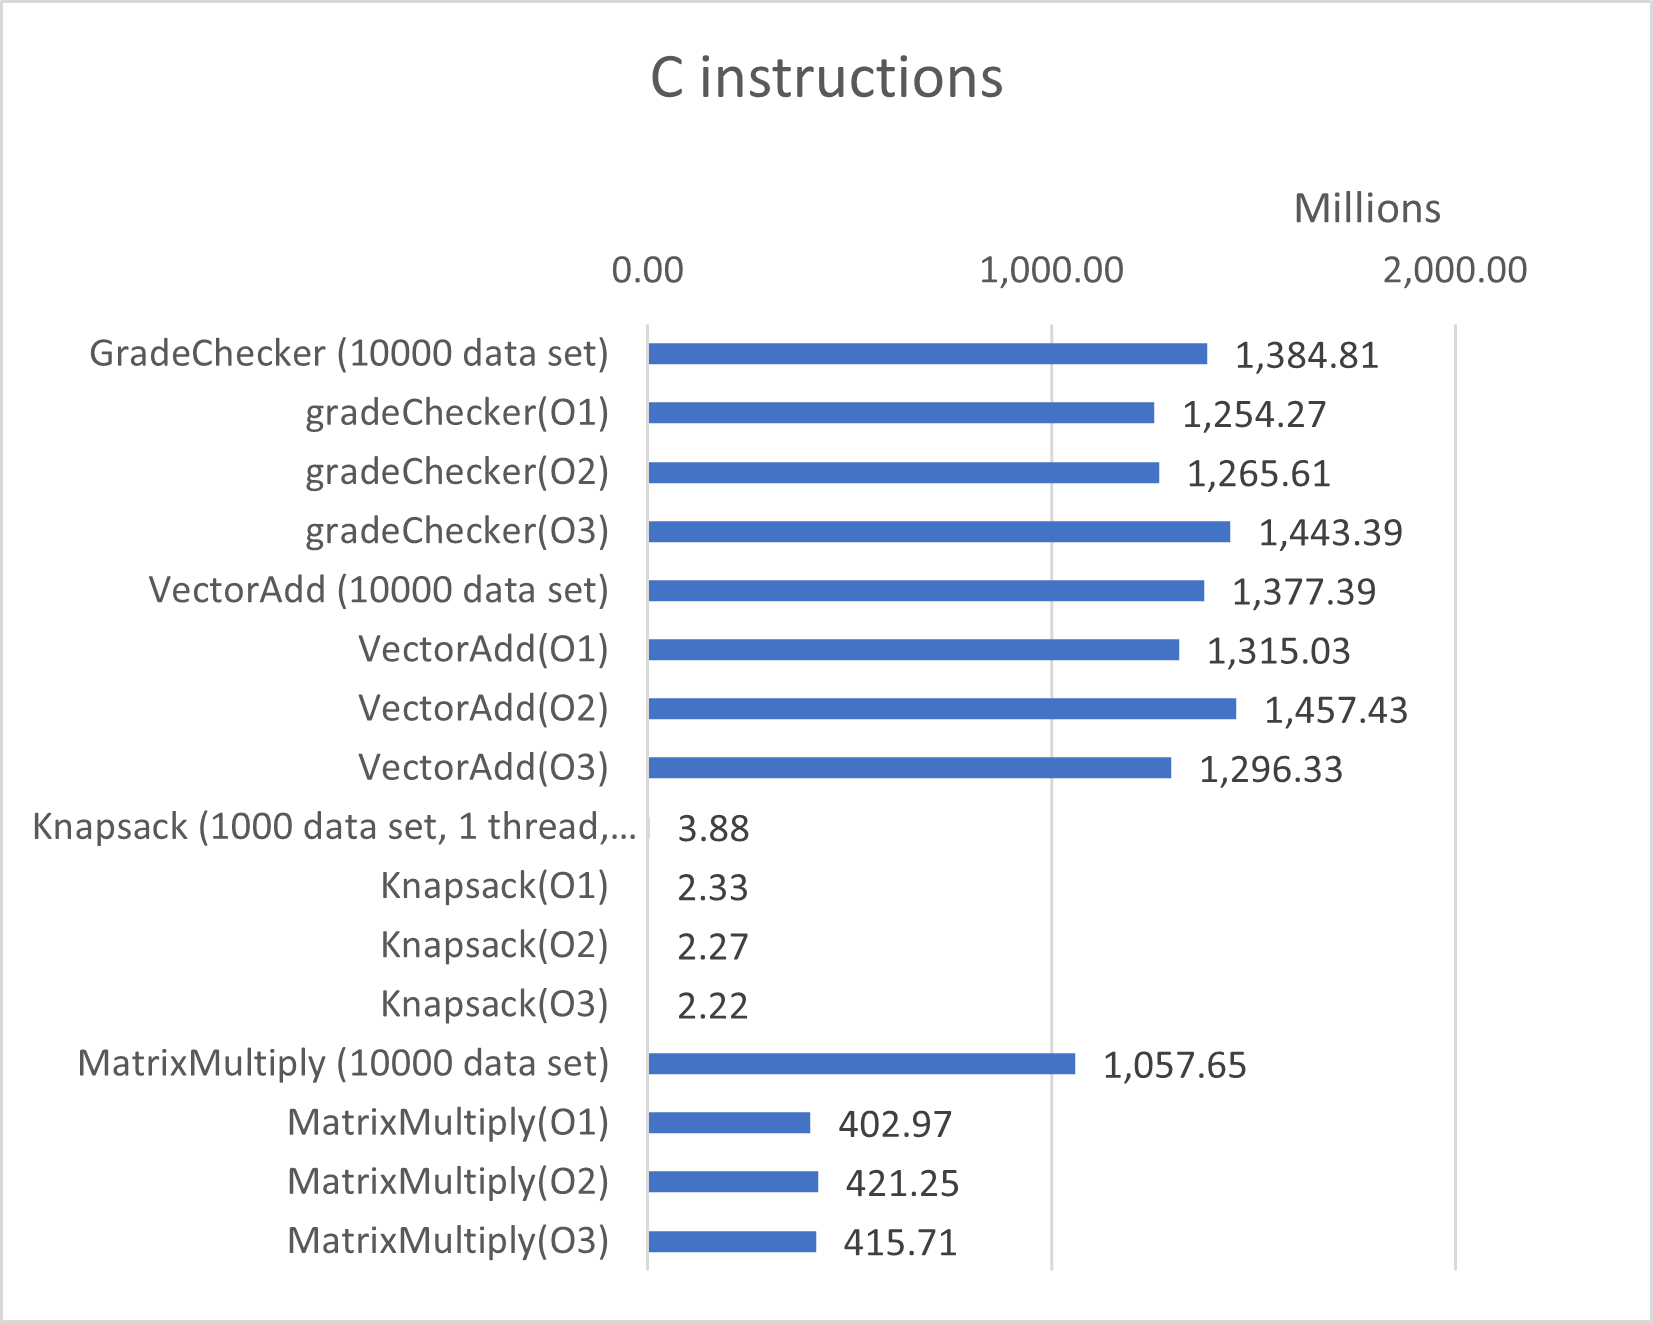 C instructions
Millions
0.00 1,000.00 2,000.00
GradeChecker (10000 data set) 1,384.81
gradeChecker(O1) 1,254.27
gradeChecker(O2) 1,265.61
gradeChecker(O3) 1,443.39
VectorAdd (10000 data set) 1,377.39
VectorAdd(O1) 1,315.03
VectorAdd(O2) 1,457.43
VectorAdd(O3) 1,296.33
Knapsack (1000 data set, 1 thread,... 3.88
Knapsack(O1) 2.33
Knapsack(O2) 2.27
Knapsack(O3) 2.22
MatrixMultiply (10000 data set) 1,057.65
MatrixMultiply(O1) 402.97
MatrixMultiply(O2) 421.25
MatrixMultiply(O3) 415.71